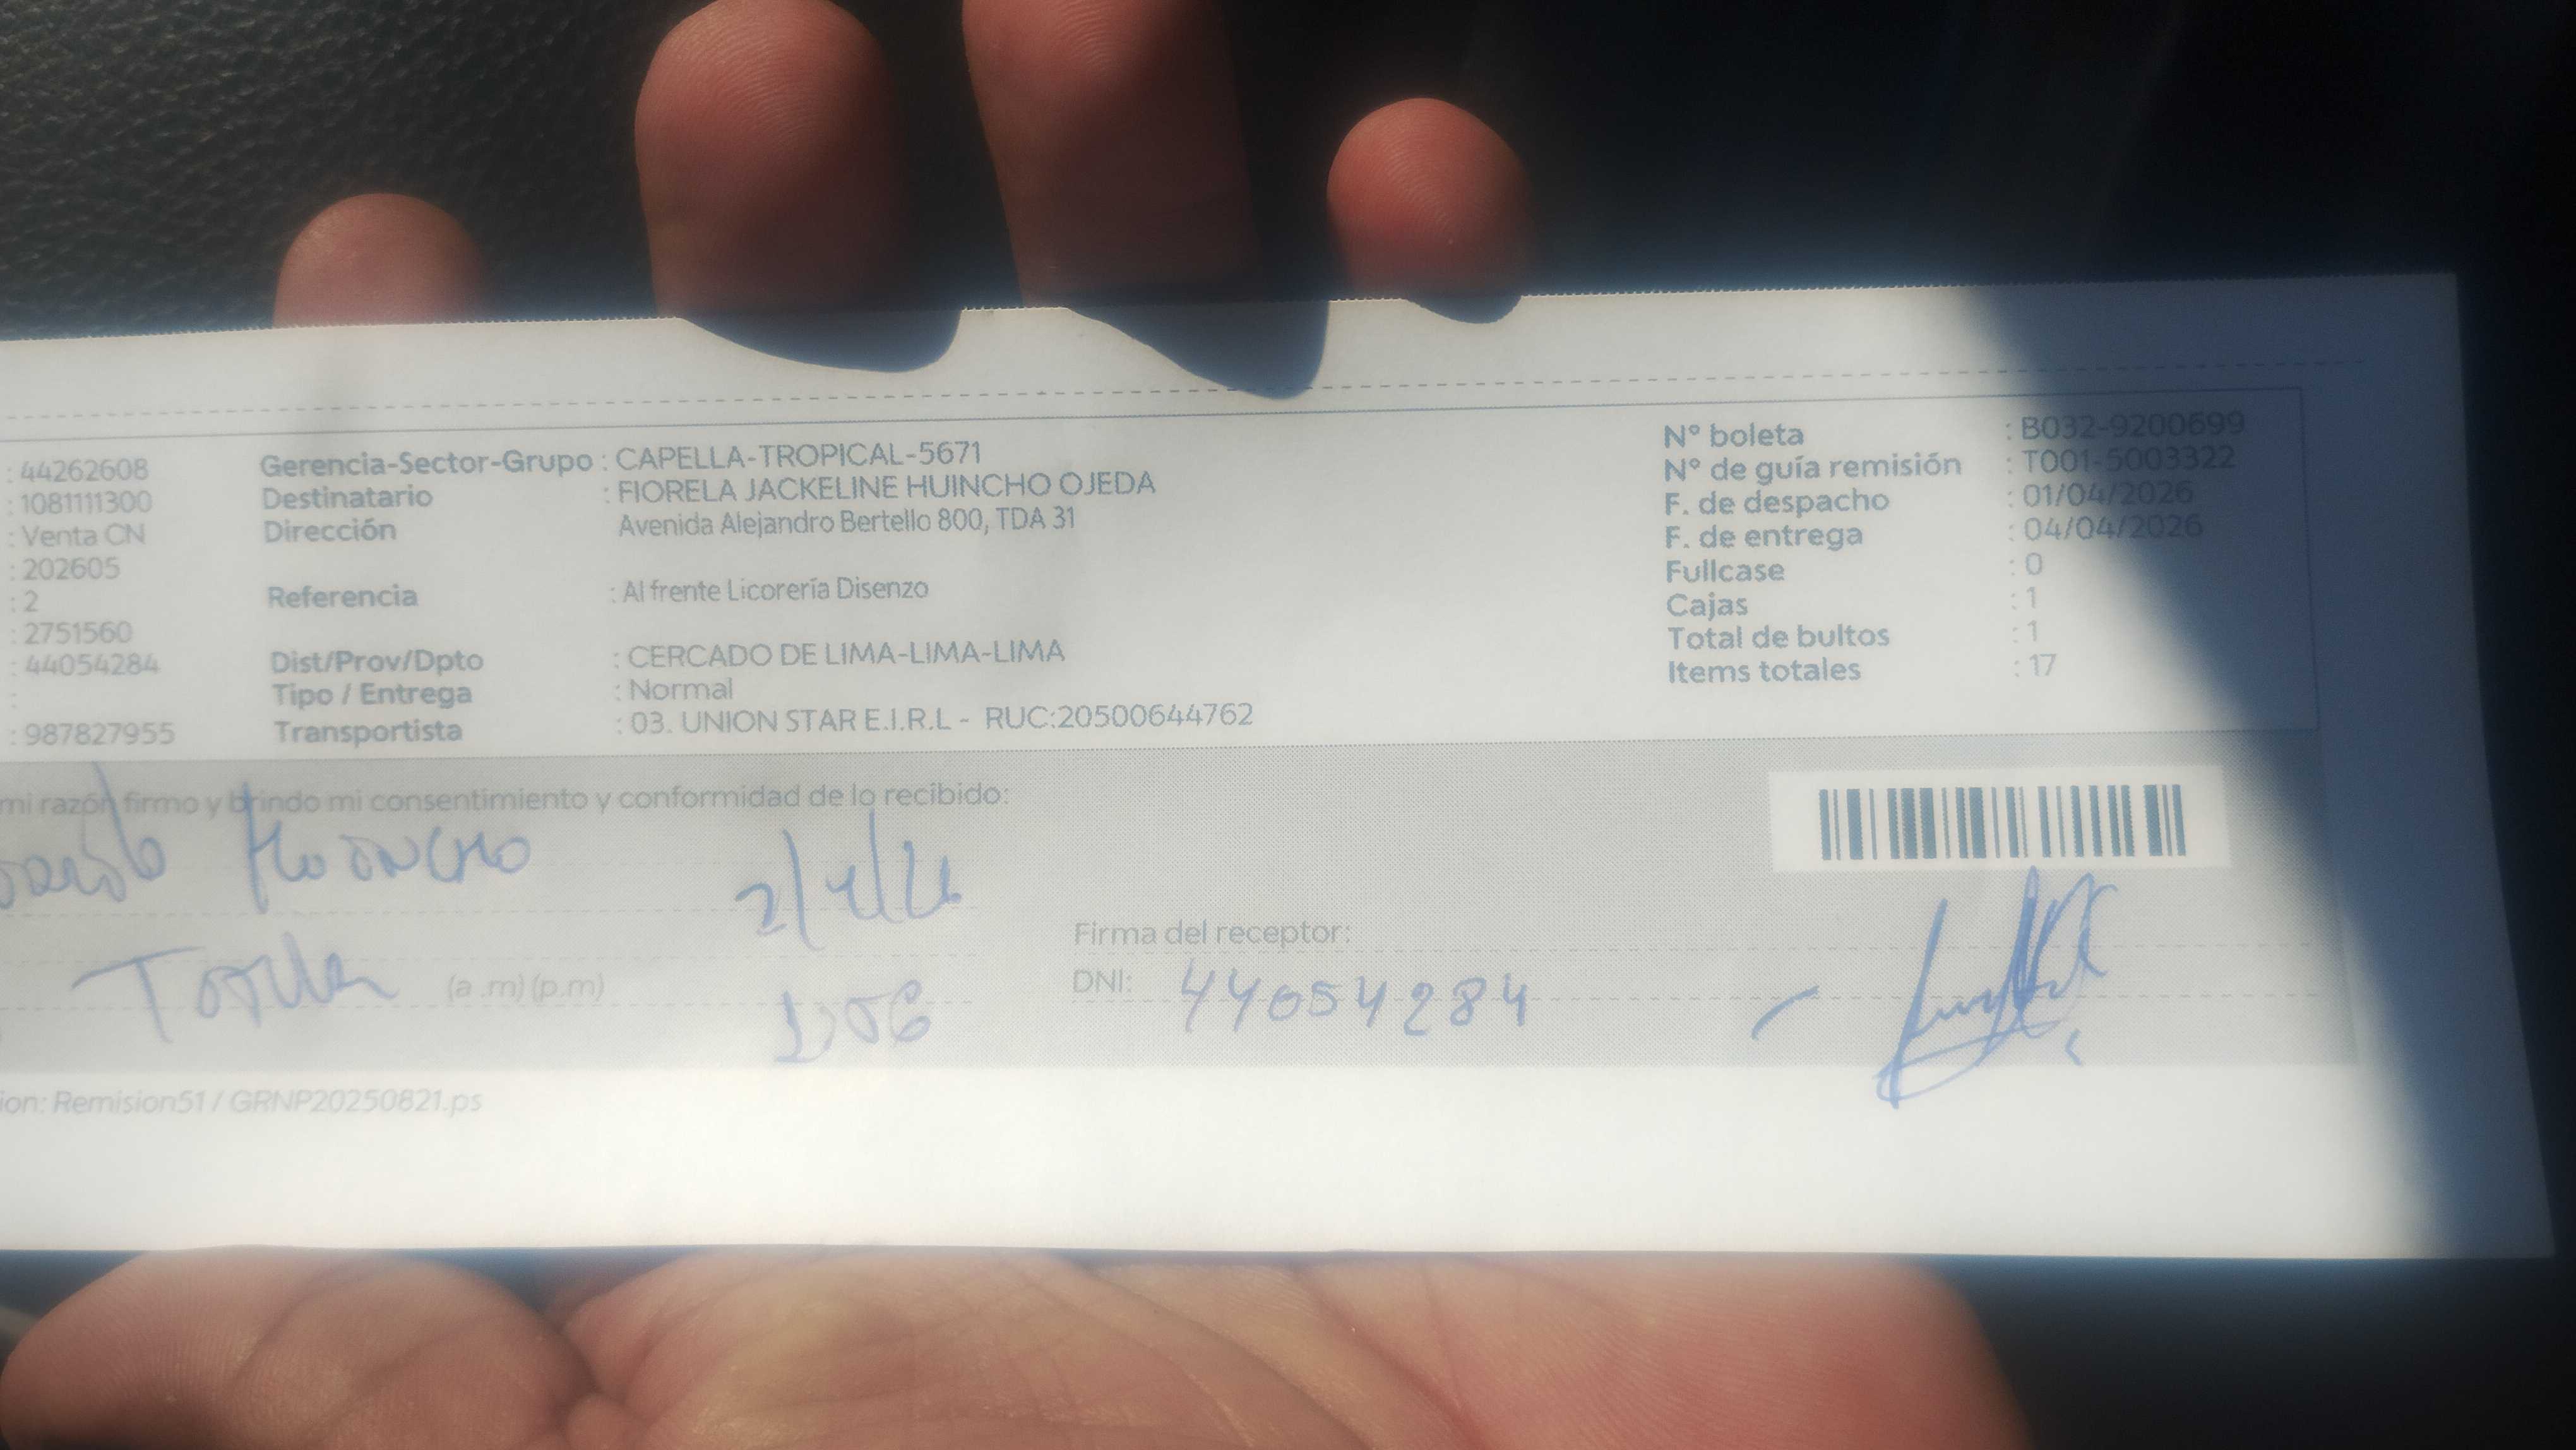 : 44262608 Gerencia-Sector-Grupo : CAPELLA-TROPICAL-5671 N° boleta : B032-9200699
: 1081111300 Destinatario : FIORELA JACKELINE HUINCHO OJEDA N° de guía remisión : T001-5003322
: Venta CN Dirección Avenida Alejandro Bertello 800, TDA 31 F. de despacho : 01/04/2026
: 202605 F. de entrega : 04/04/2026
: 2 Referencia : Al frente Licorería Disenzo Fullcase : 0
: 2751560 Cajas : 1
: 44054284 Dist/Prov/Dpto : CERCADO DE LIMA-LIMA-LIMA Total de bultos : 1
: Tipo / Entrega : Normal Items totales : 17
: 987827955 Transportista : 03. UNION STAR E.I.R.L - RUC:20500644762
mi razón firmo y brindo mi consentimiento y conformidad de lo recibido:
2/4/26
Firma del receptor:
(a .m) (p.m) DNI: 44054284
ion: Remision51 / GRNP20250821.ps